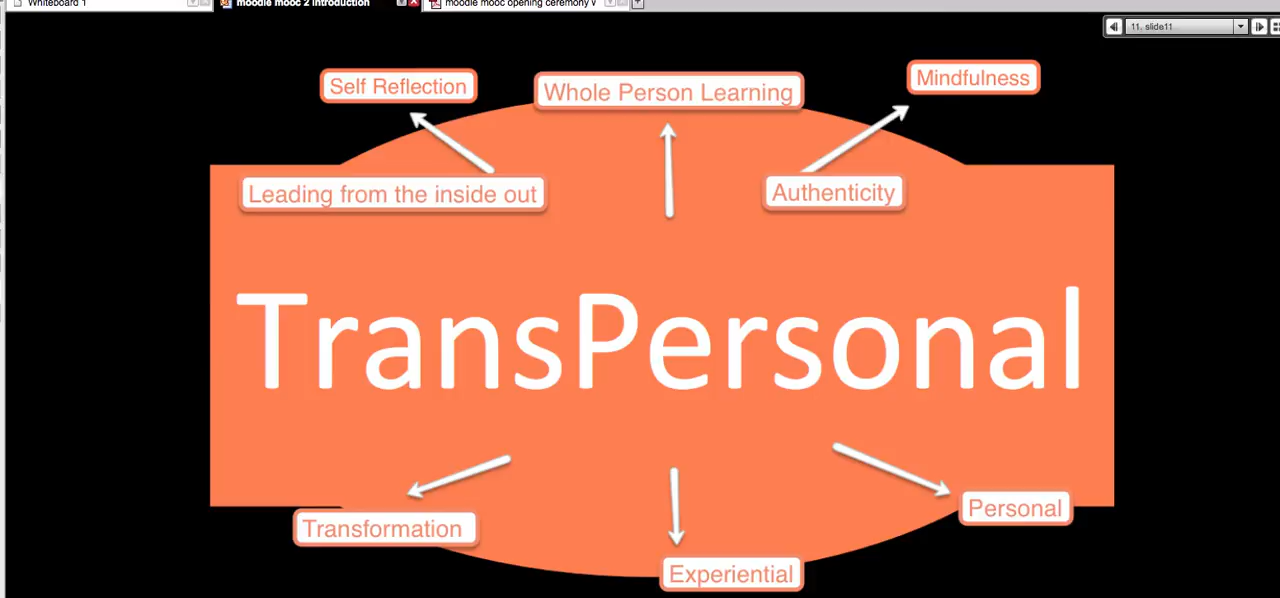 Whiteboard 1
moodle mooc 2 introduction
moodle mooc opening ceremony
11. slide11
Self Reflection
Whole Person Learning
Mindfulness
Leading from the inside out
Authenticity
TransPersonal
Transformation
Personal
Experiential